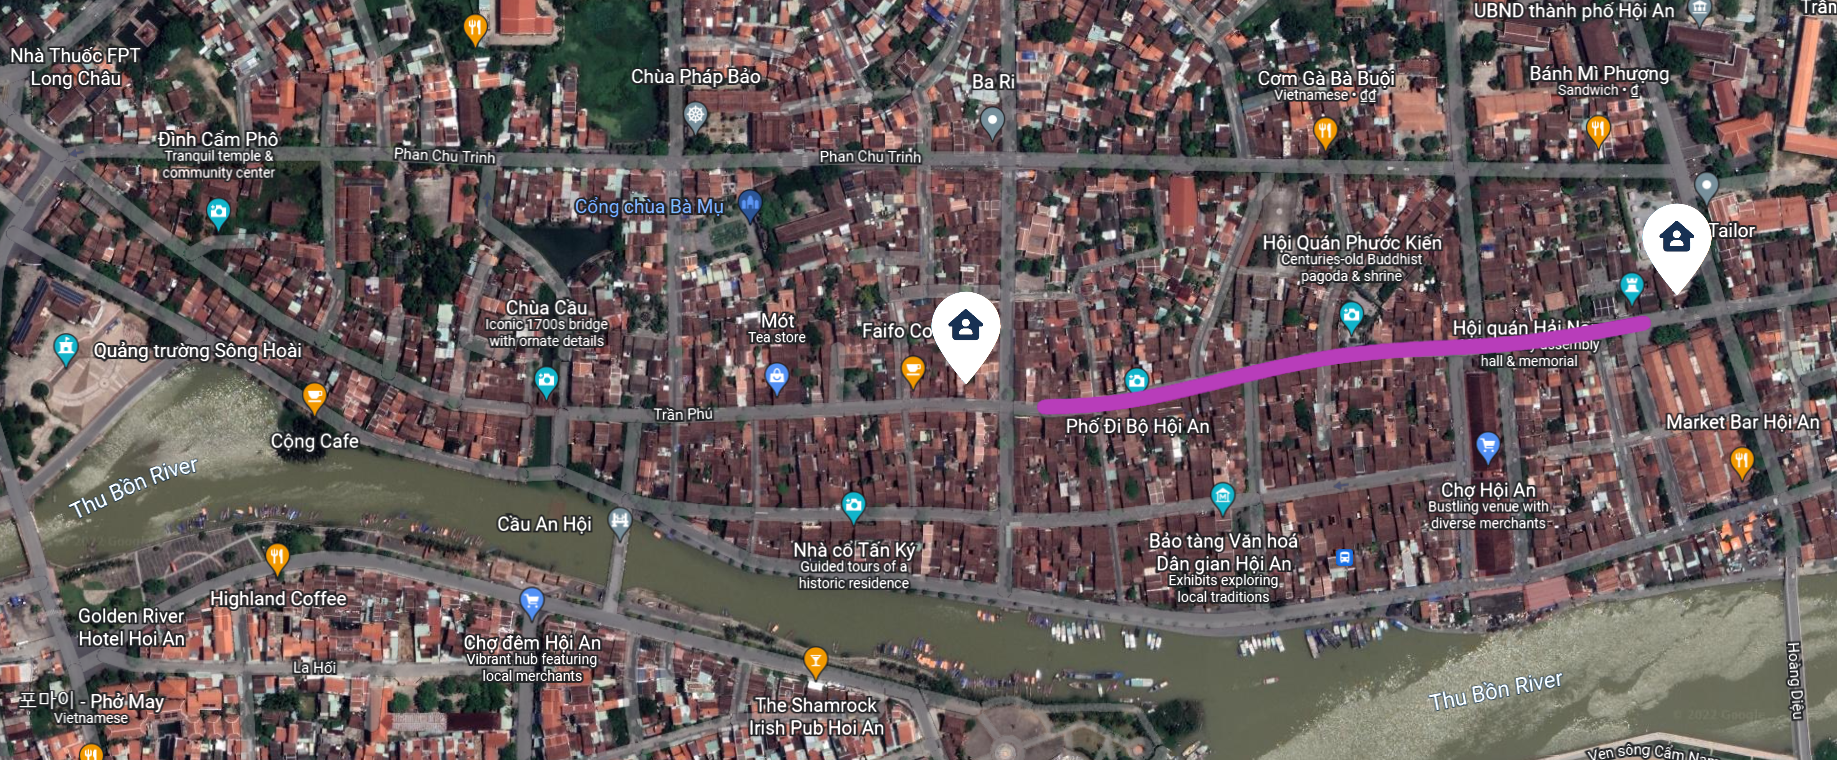 UBND thành phố Hội An
Trần
Nhà Thuốc FPT
Long Châu
Chùa Pháp Bảo
Ba Ri
Cơm Gà Bà Buội
Vietnamese • ₫₫
Bánh Mì Phượng
Sandwich • ₫
Đình Cẩm Phô
Tranquil temple &
community center
Phan Chu Trinh
Phan Chu Trinh
Cổng chùa Bà Mụ
Tailor
Hội Quán Phước Kiến
Centuries-old Buddhist
pagoda & shrine
Chùa Cầu
Iconic 1700s bridge
with ornate details
Mót
Tea store
Faifo Co
Hội quán Hải Na
assembly
hall & memorial
Quảng trường Sông Hoài
Trần Phú
Phố Đi Bộ Hội An
Market Bar Hội An
Cộng Cafe
Thu Bồn River
Chợ Hội An
Bustling venue with
diverse merchants
Cầu An Hội
Nhà cổ Tấn Ký
Guided tours of a
historic residence
Bảo tàng Văn hoá
Dân gian Hội An
Exhibits exploring
local traditions
Highland Coffee
Golden River
Hotel Hoi An
Chợ đêm Hội An
Vibrant hub featuring
local merchants
La Hối
포마이 - Phở May
Vietnamese
The Shamrock
Irish Pub Hoi An
Thu Bồn River
Hoàng Diệu
Ven sông Cẩm Nam